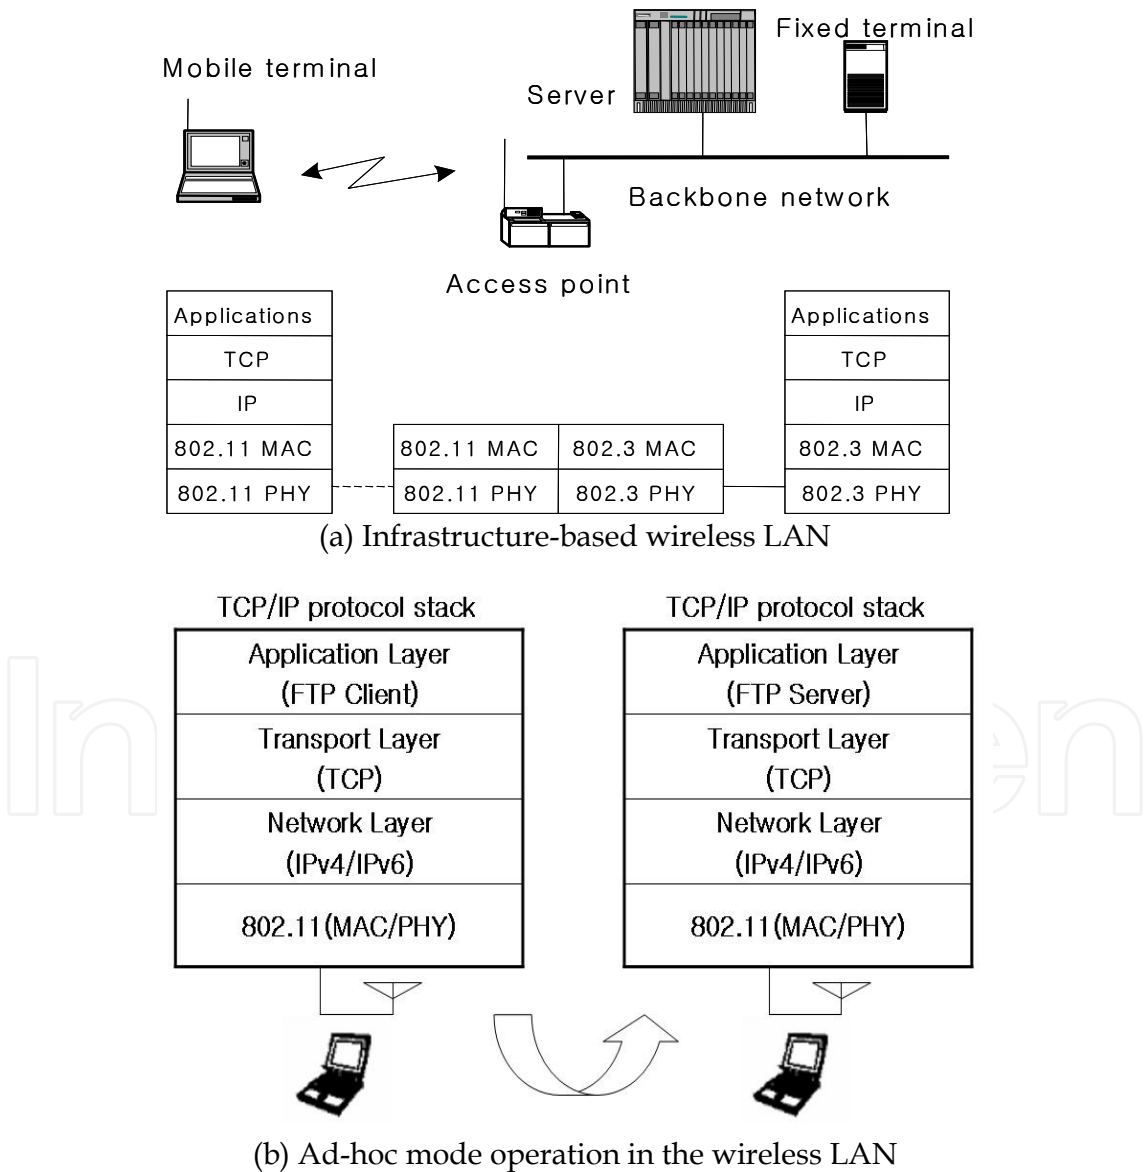 Fixed terminal
Mobile terminal
Server
Backbone network
Access point
Applications
TCP
IP
802.11 MAC
802.11 PHY
802.11 MAC 802.3 MAC
802.11 PHY 802.3 PHY
Applications
TCP
IP
802.3 MAC
802.3 PHY
(a) Infrastructure-based wireless LAN
TCP/IP protocol stack
Application Layer
(FTP Client)
Transport Layer
(TCP)
Network Layer
(IPv4/IPv6)
802.11(MAC/PHY)
TCP/IP protocol stack
Application Layer
(FTP Server)
Transport Layer
(TCP)
Network Layer
(IPv4/IPv6)
802.11(MAC/PHY)
(b) Ad-hoc mode operation in the wireless LAN